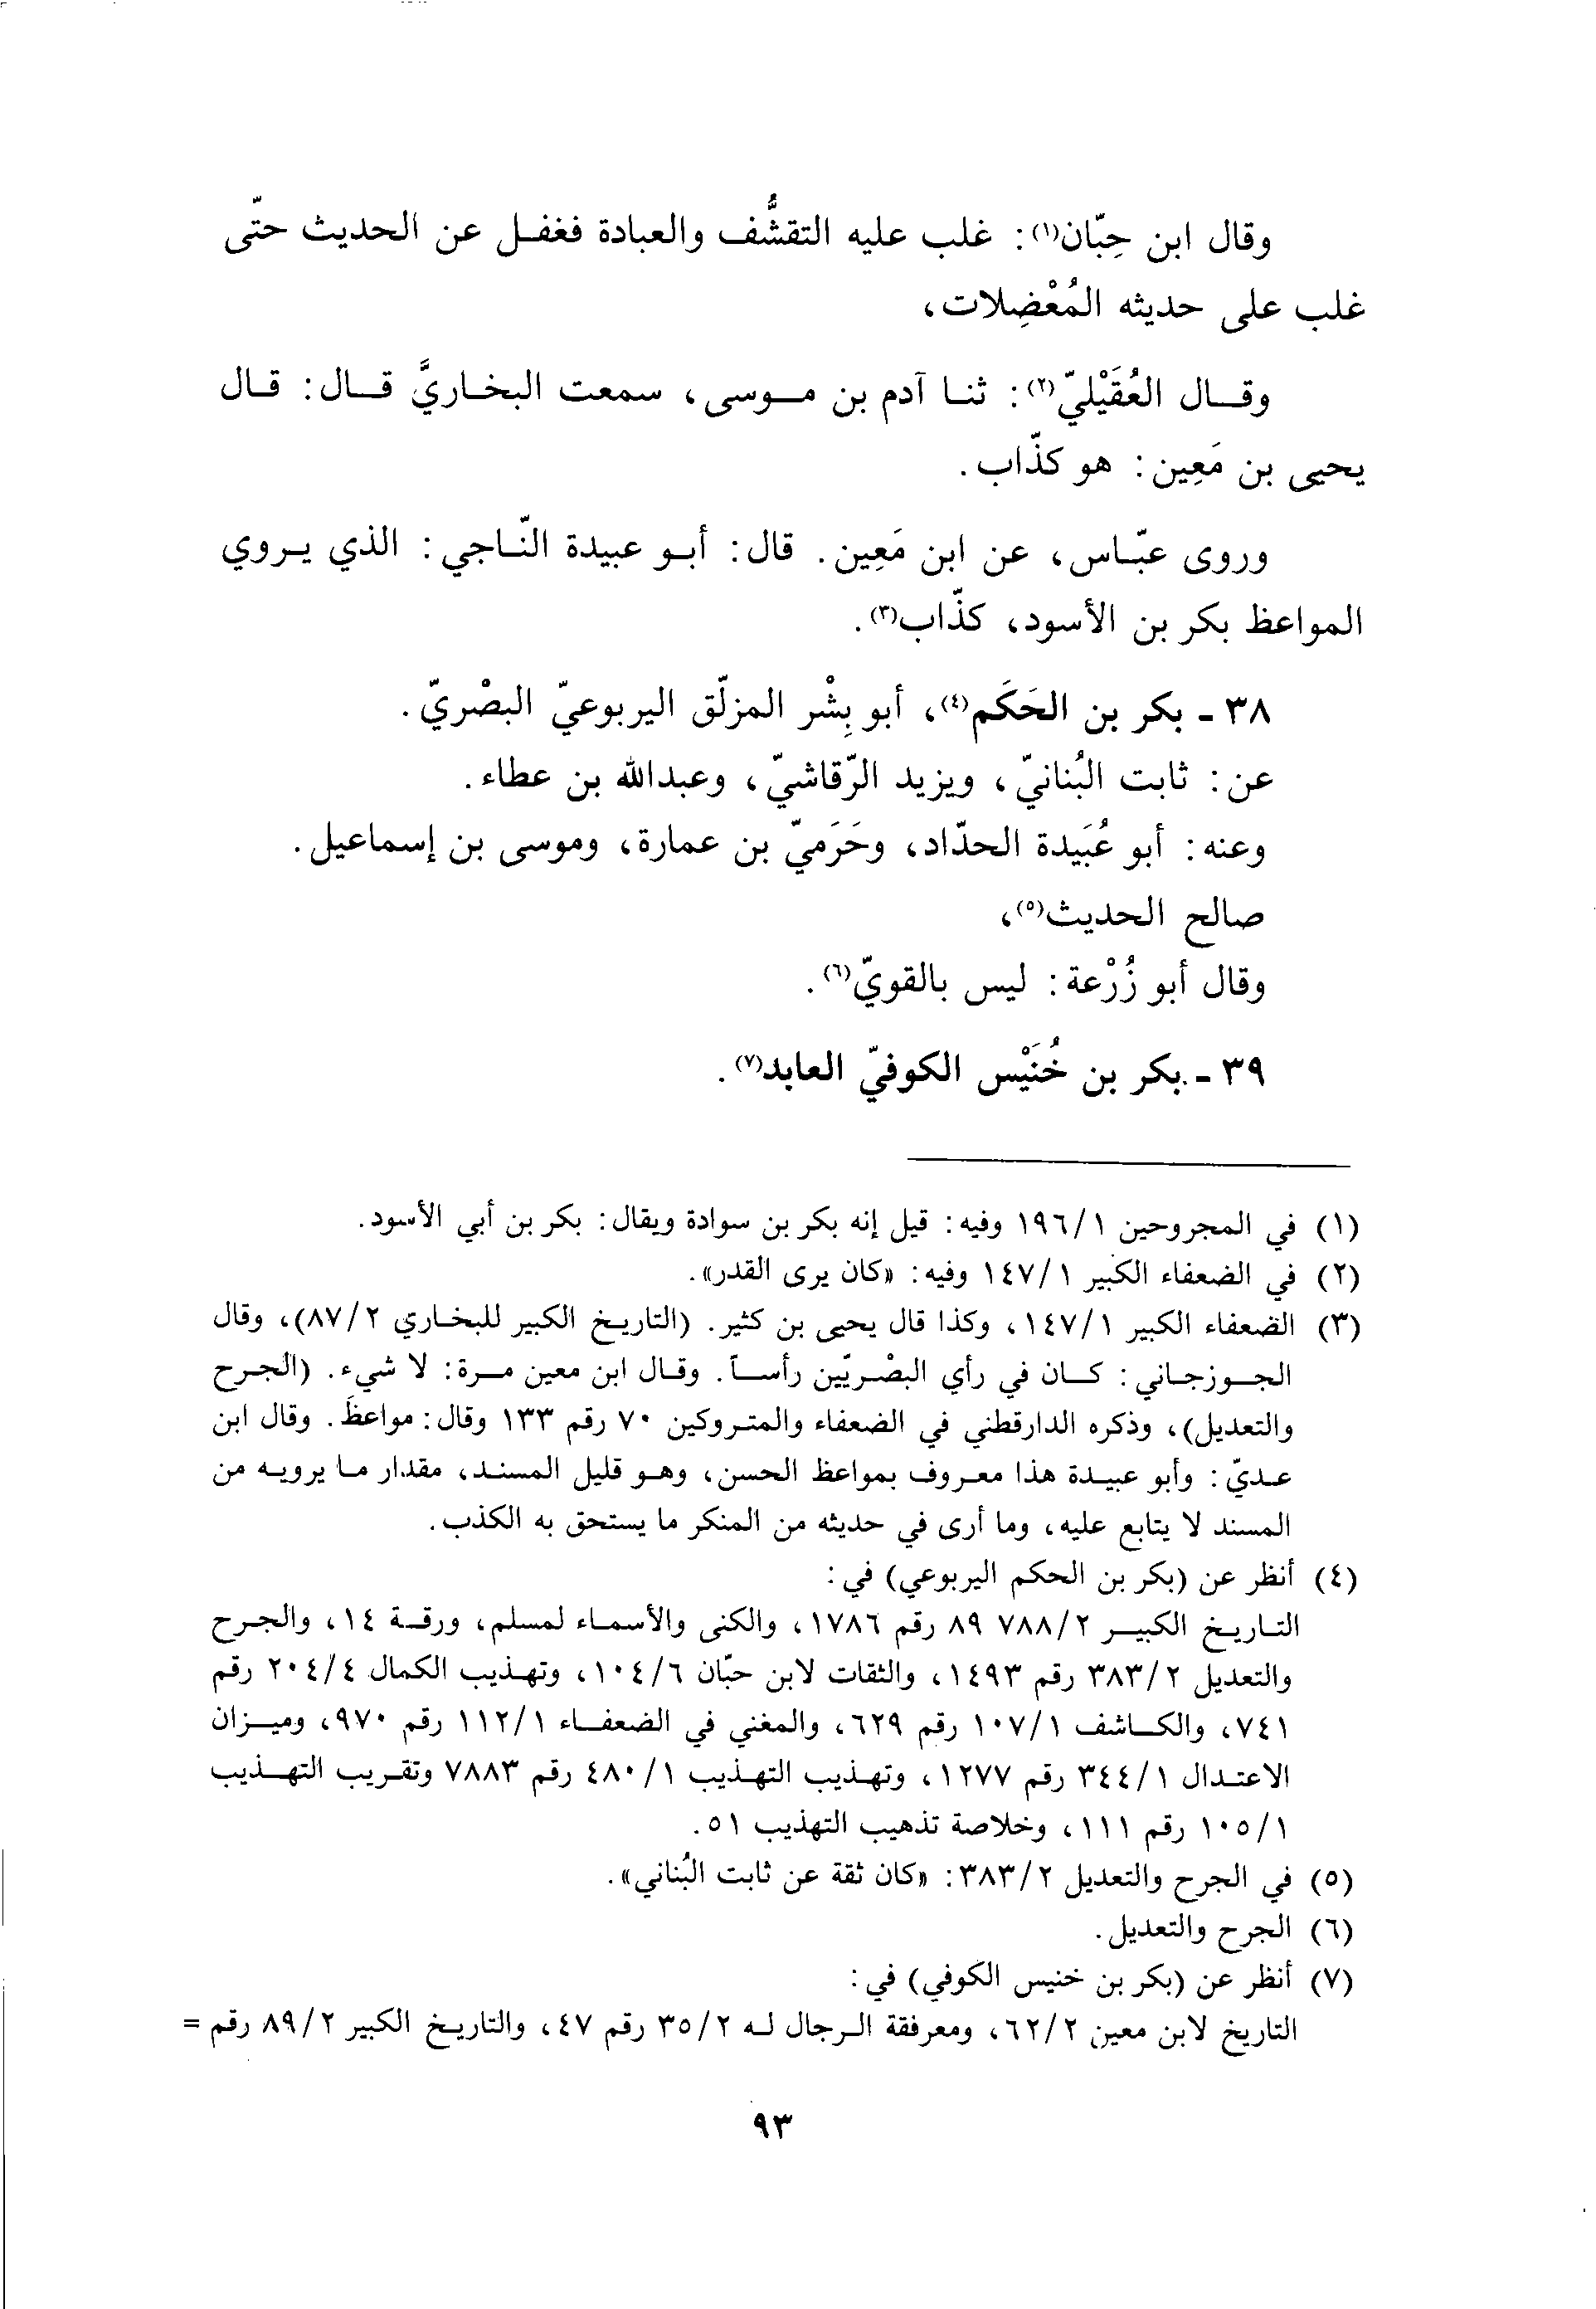 وقال ابن حِبّان(١): غلب عليه التقشُّف والعبادة فغفل عن الحديث حتّى
غلب على حديثه المُعْضِلات،
وقال العُقَيْليّ(٢): ثنا آدم بن موسى، سمعت البخاريَّ قال: قال
يحيى بن مَعِين: هو كذّاب.
وروى عبّاس، عن ابن مَعِين. قال: أبو عبيدة النّاجي: الذي يروي
المواعظ بكر بن الأسود، كذّاب(٣).
٣٨ - بكر بن الحَكَم(٤)، أبو بِشْر المزلّق اليربوعيّ البصْريّ.
عن: ثابت البُنانيّ، ويزيد الرّقاشيّ، وعبدالله بن عطاء.
وعنه: أبو عُبَيدة الحدّاد، وحَرَميّ بن عمارة، وموسى بن إسماعيل.
صالح الحديث(٥)،
وقال أبو زُرْعة: ليس بالقويّ(٦).
٣٩ - بكر بن خُنَيْس الكوفيّ العابد(٧).
(١) في المجروحين ١٩٦/١ وفيه: قيل إنه بكر بن سوادة ويقال: بكر بن أبي الأسود.
(٢) في الضعفاء الكبير ١٤٧/١ وفيه: «كان يرى القدر».
(٣) الضعفاء الكبير ١٤٧/١، وكذا قال يحيى بن كثير. (التاريخ الكبير للبخاري ٨٧/٢)، وقال
الجوزجاني: كان في رأي البصْريّين رأساً. وقال ابن معين مرة: لا شيء. (الجرح
والتعديل)، وذكره الدارقطني في الضعفاء والمتروكين ٧٠ رقم ١٣٣ وقال: مواعظَ. وقال ابن
عديّ: وأبو عبيدة هذا معروف بمواعظ الحسن، وهو قليل المسند، مقدار ما يرويه من
المسند لا يتابع عليه، وما أرى في حديثه من المنكر ما يستحق به الكذب.
(٤) أنظر عن (بكر بن الحكم اليربوعي) في:
التاريخ الكبير ٧٨٨/٢ ٨٩ رقم ١٧٨٦، والكنى والأسماء لمسلم، ورقة ١٤، والجرح
والتعديل ٣٨٣/٢ رقم ١٤٩٣، والثقات لابن حبّان ١٠٤/٦، وتهذيب الكمال ٢٠٤/٤ رقم
٧٤١، والكاشف ١٠٧/١ رقم ٦٢٩، والمغني في الضعفاء ١١٢/١ رقم ٩٧٠، وميزان
الاعتدال ٣٤٤/١ رقم ١٢٧٧، وتهذيب التهذيب ٤٨٠/١ رقم ٧٨٨٣ وتقريب التهذيب
١٠٥/١ رقم ١١١، وخلاصة تذهيب التهذيب ٥١.
(٥) في الجرح والتعديل ٣٨٣/٢: «كان ثقة عن ثابت البُناني».
(٦) الجرح والتعديل.
(٧) أنظر عن (بكر بن خنيس الكوفي) في:
التاريخ لابن معين ٦٢/٢، ومعرفقة الرجال له ٣٥/٢ رقم ٤٧، والتاريخ الكبير ٨٩/٢ رقم =
٩٣